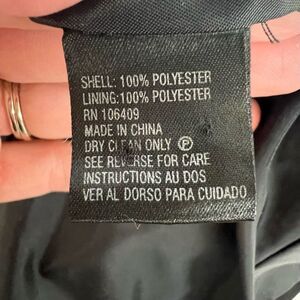 SHELL: 100% POLYESTER
LINING:100% POLYESTER
RN 106409
MADE IN CHINA
DRY CLEAN ONLY Ⓟ
SEE REVERSE FOR CARE
INSTRUCTIONS AU DOS
VER AL DORSO PARA CUIDADO